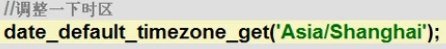 //调整一下时区
date_default_timezone_get('Asia/Shanghai');